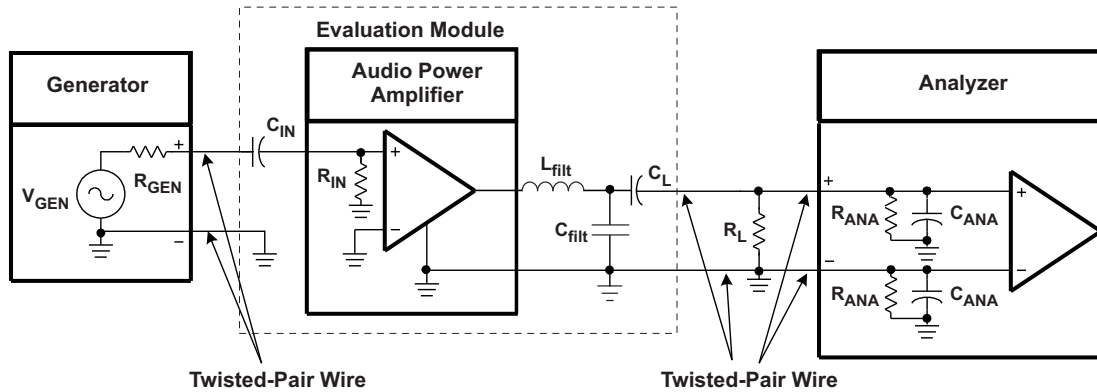 Evaluation Module
Generator
Audio Power
Amplifier
Analyzer
C_IN
+
R_GEN
V_GEN
−
R_IN
+
−
L_filt
C_L
C_filt
R_L
+
R_ANA
C_ANA
+
−
R_ANA
C_ANA
−
Twisted-Pair Wire
Twisted-Pair Wire